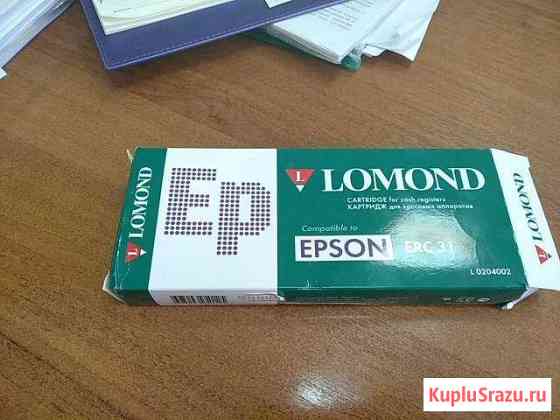 L LOMOND
Ep
L LOMOND
CARTRIDGE for cash registers
КАРТРИДЖ для кассовых аппаратов
Compatible to
EPSON ERC 31
L 0204002
KupluSrazu.ru